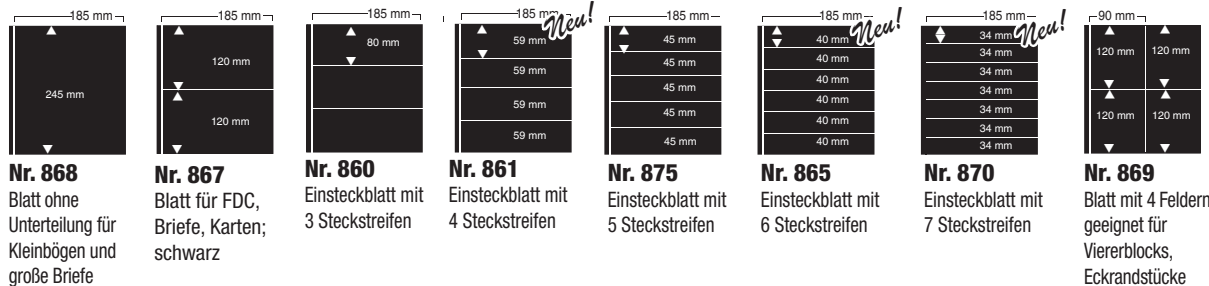 185 mm
245 mm
Nr. 868
Blatt ohne
Unterteilung für
Kleinbögen und
große Briefe
185 mm
120 mm
120 mm
Nr. 867
Blatt für FDC,
Briefe, Karten;
schwarz
185 mm
80 mm
Nr. 860
Einsteckblatt mit
3 Steckstreifen
185 mm
Neu!
59 mm
59 mm
59 mm
59 mm
Nr. 861
Einsteckblatt mit
4 Steckstreifen
185 mm
45 mm
45 mm
45 mm
45 mm
45 mm
Nr. 875
Einsteckblatt mit
5 Steckstreifen
185 mm
Neu!
40 mm
40 mm
40 mm
40 mm
40 mm
40 mm
Nr. 865
Einsteckblatt mit
6 Steckstreifen
185 mm
Neu!
34 mm
34 mm
34 mm
34 mm
34 mm
34 mm
34 mm
Nr. 870
Einsteckblatt mit
7 Steckstreifen
90 mm
120 mm 120 mm
120 mm 120 mm
Nr. 869
Blatt mit 4 Feldern
geeignet für
Viererblocks,
Eckrandstücke